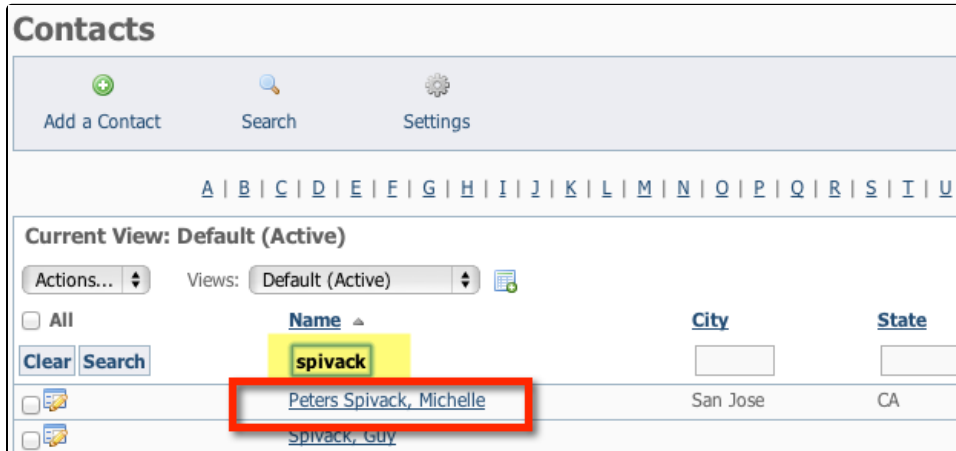 Contacts
Add a Contact Search Settings
A | B | C | D | E | F | G | H | I | J | K | L | M | N | O | P | Q | R | S | T | U
Current View: Default (Active)
Actions... Views: Default (Active)
All Name City State
Clear Search spivack
Peters Spivack, Michelle San Jose CA
Spivack, Guy